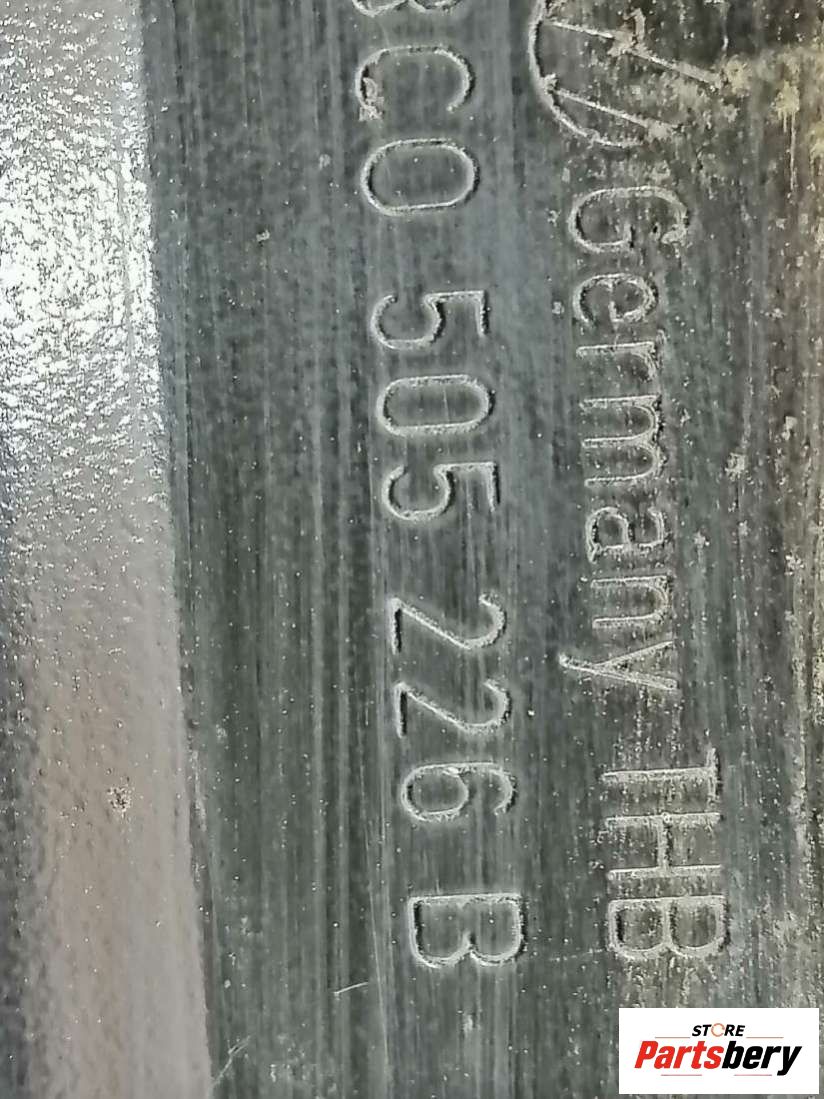 Germany THB
3C0 505 226 B
STORE
Partsbery